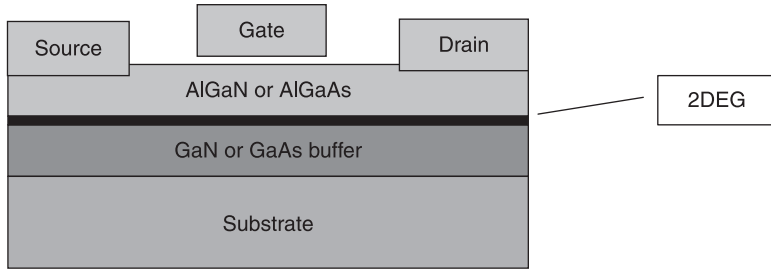 Source
Gate
Drain
AlGaN or AlGaAs
2DEG
GaN or GaAs buffer
Substrate